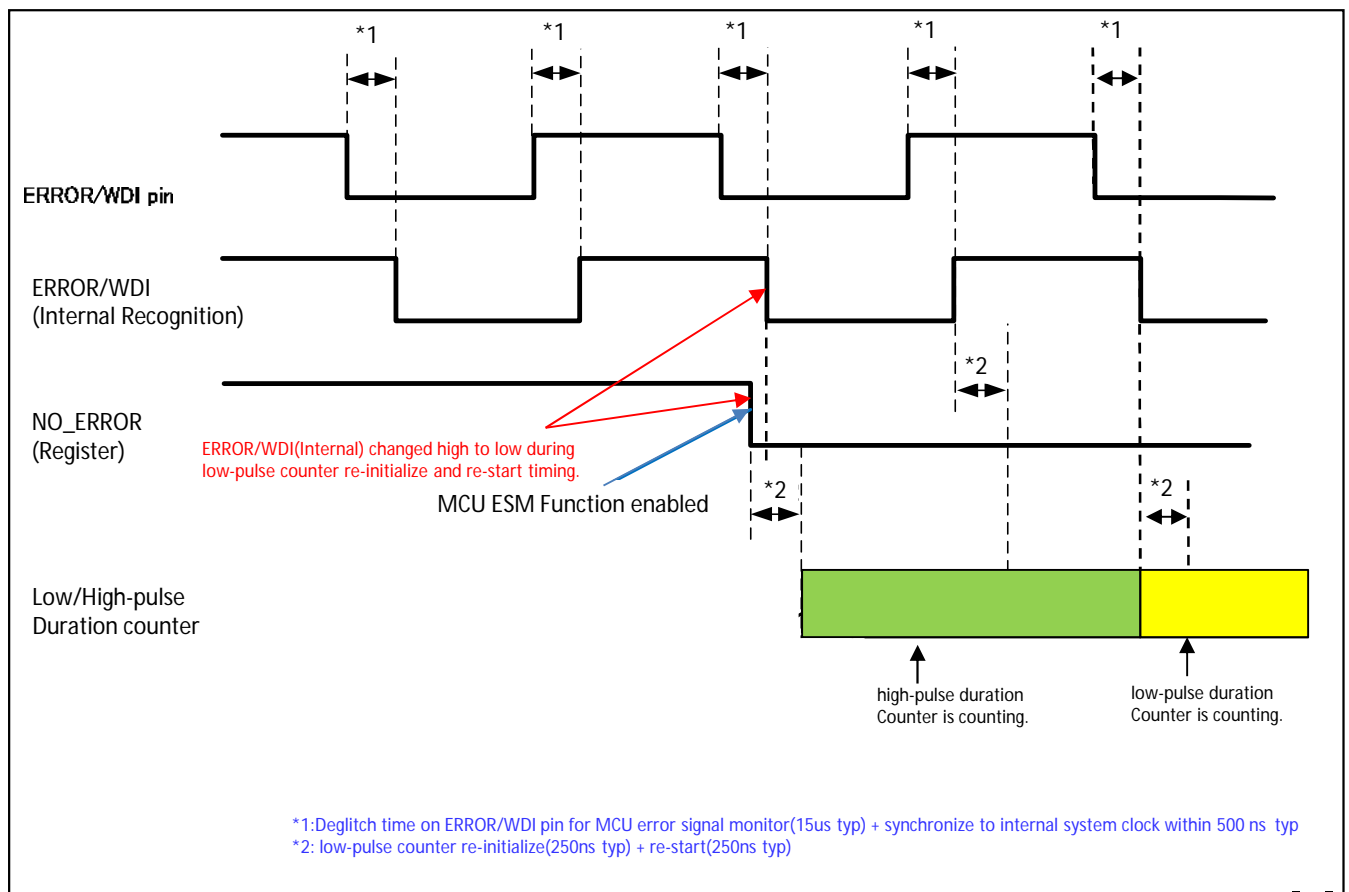 *1 *1 *1 *1 *1
ERROR/WDI pin
ERROR/WDI
(Internal Recognition)
*2
NO_ERROR
(Register)
ERROR/WDI(Internal) changed high to low during
low-pulse counter re-initialize and re-start timing.
MCU ESM Function enabled
*2 *2
Low/High-pulse
Duration counter
high-pulse duration
Counter is counting.
low-pulse duration
Counter is counting.
*1:Deglitch time on ERROR/WDI pin for MCU error signal monitor(15us typ) + synchronize to internal system clock within 500 ns typ
*2: low-pulse counter re-initialize(250ns typ) + re-start(250ns typ)